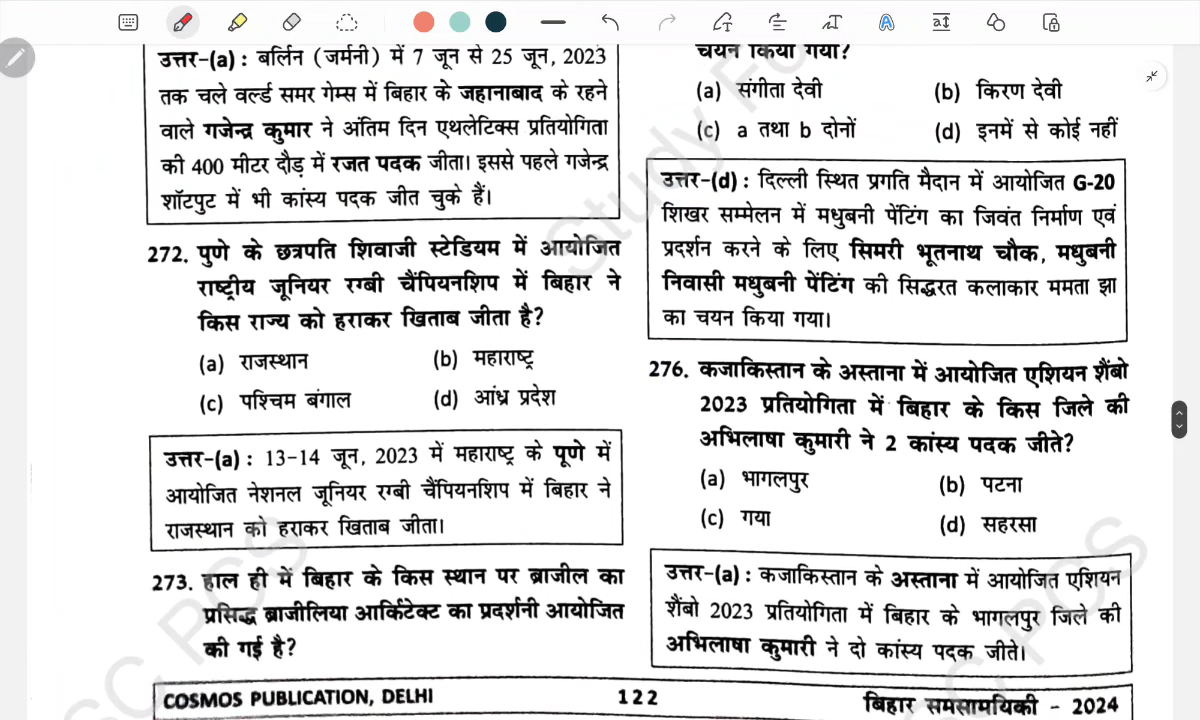 उत्तर-(a) : बर्लिन (जर्मनी) में 7 जून से 25 जून, 2023
तक चले वर्ल्ड समर गेम्स में बिहार के जहानाबाद के रहने
वाले गजेन्द्र कुमार ने अंतिम दिन एथलेटिक्स प्रतियोगिता
की 400 मीटर दौड़ में रजत पदक जीता। इससे पहले गजेन्द्र
शॉटपुट में भी कांस्य पदक जीत चुके हैं।
272. पुणे के छत्रपति शिवाजी स्टेडियम में आयोजित
राष्ट्रीय जूनियर रग्बी चैंपियनशिप में बिहार ने
किस राज्य को हराकर खिताब जीता है?
(a) राजस्थान (b) महाराष्ट्र
(c) पश्चिम बंगाल (d) आंध्र प्रदेश
उत्तर-(a) : 13-14 जून, 2023 में महाराष्ट्र के पूणे में
आयोजित नेशनल जूनियर रग्बी चैंपियनशिप में बिहार ने
राजस्थान को हराकर खिताब जीता।
273. हाल ही में बिहार के किस स्थान पर ब्राजील का
प्रसिद्ध ब्राजीलिया आर्किटेक्ट का प्रदर्शनी आयोजित
की गई है?
चयन किया गया?
(a) संगीता देवी (b) किरण देवी
(c) a तथा b दोनों (d) इनमें से कोई नहीं
उत्तर-(d) : दिल्ली स्थित प्रगति मैदान में आयोजित G-20
शिखर सम्मेलन में मधुबनी पेंटिंग का जिवंत निर्माण एवं
प्रदर्शन करने के लिए सिमरी भूतनाथ चौक, मधुबनी
निवासी मधुबनी पेंटिंग की सिद्धरत कलाकार ममता झा
का चयन किया गया।
276. कजाकिस्तान के अस्ताना में आयोजित एशियन शैंबो
2023 प्रतियोगिता में बिहार के किस जिले की
अभिलाषा कुमारी ने 2 कांस्य पदक जीते?
(a) भागलपुर (b) पटना
(c) गया (d) सहरसा
उत्तर-(a) : कजाकिस्तान के अस्ताना में आयोजित एशियन
शैंबो 2023 प्रतियोगिता में बिहार के भागलपुर जिले की
अभिलाषा कुमारी ने दो कांस्य पदक जीते।
COSMOS PUBLICATION, DELHI 122 बिहार समसामयिकी - 2024